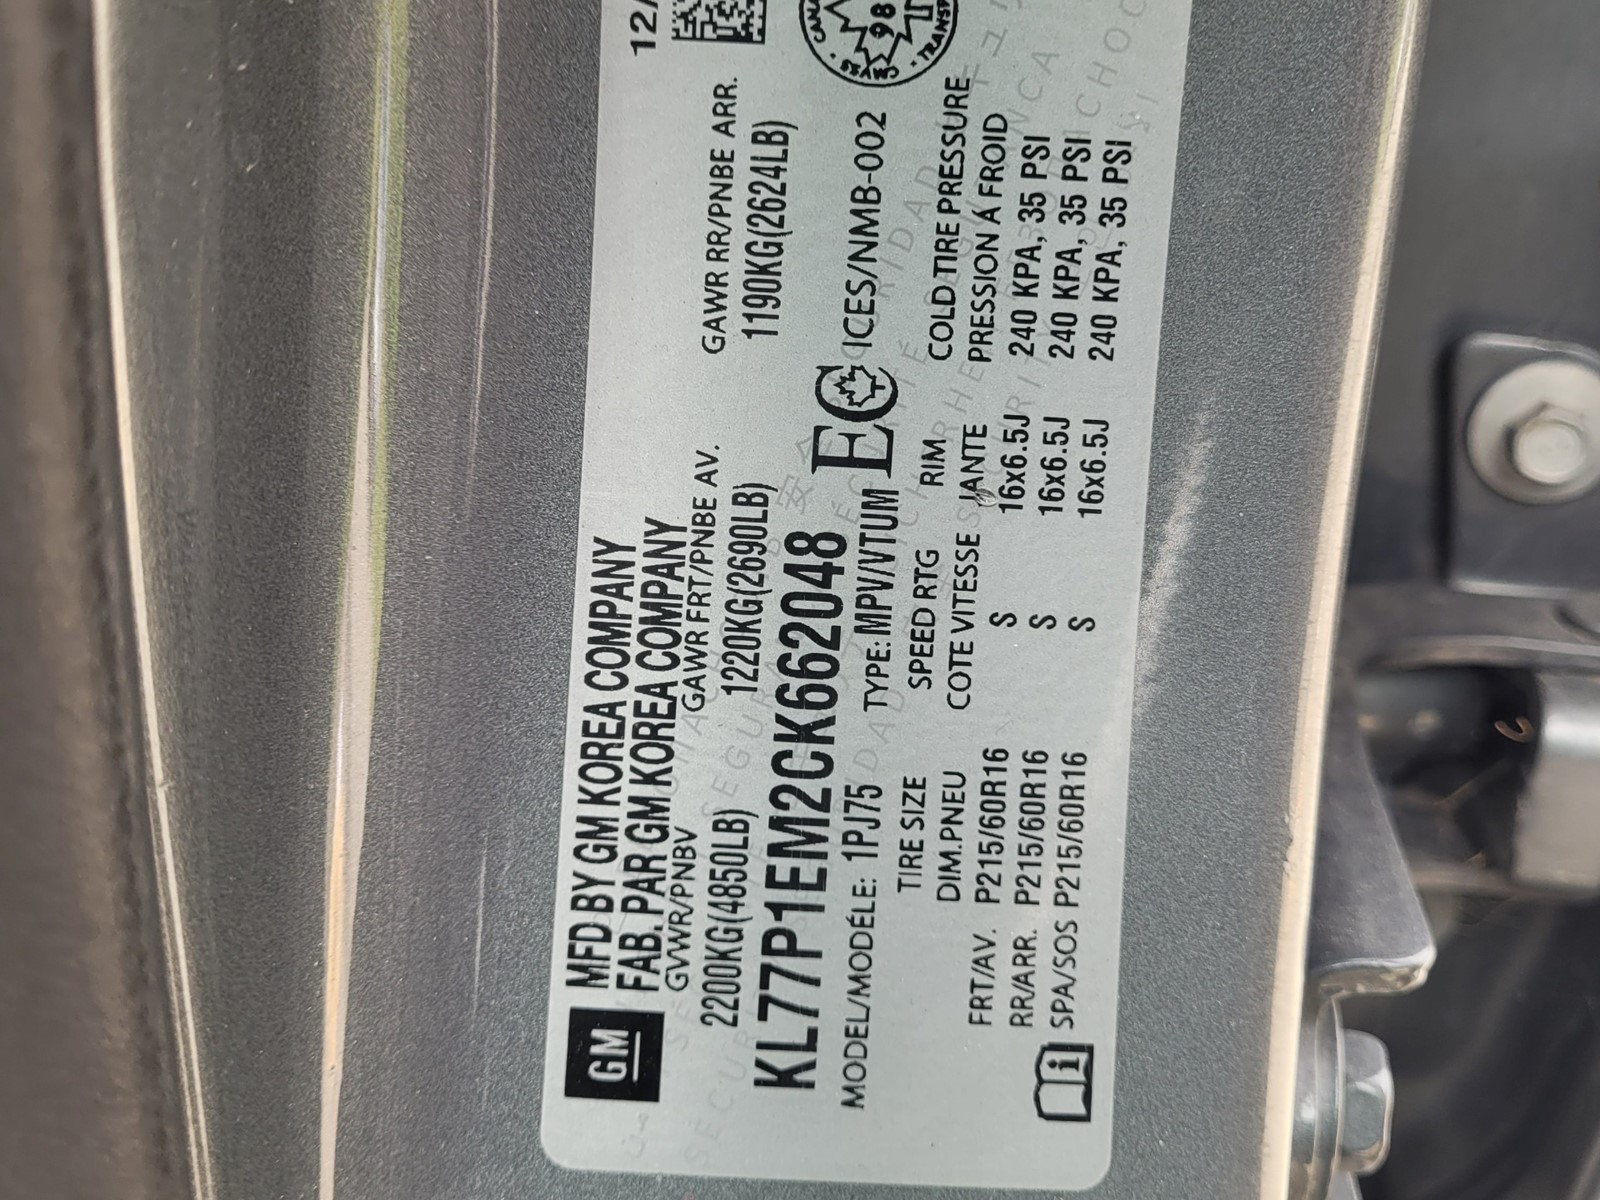 GM
MFD BY GM KOREA COMPANY
FAB. PAR GM KOREA COMPANY
12/
GVWR/PNBV GAWR FRT/PNBE AV. GAWR RR/PNBE ARR.
2200KG(4850LB) 1220KG(2690LB) 1190KG(2624LB)
KL77P1EM2CK662048
MODEL/MODÉLE: 1PJ75 TYPE: MPV/VTUM EC ICES/NMB-002
TIRE SIZE SPEED RTG RIM COLD TIRE PRESSURE
DIM.PNEU COTE VITESSE JANTE PRESSION Á FROID
FRT/AV. P215/60R16 S 16x6.5J 240 KPA, 35 PSI
RR/ARR. P215/60R16 S 16x6.5J 240 KPA, 35 PSI
SPA/SOS P215/60R16 S 16x6.5J 240 KPA, 35 PSI